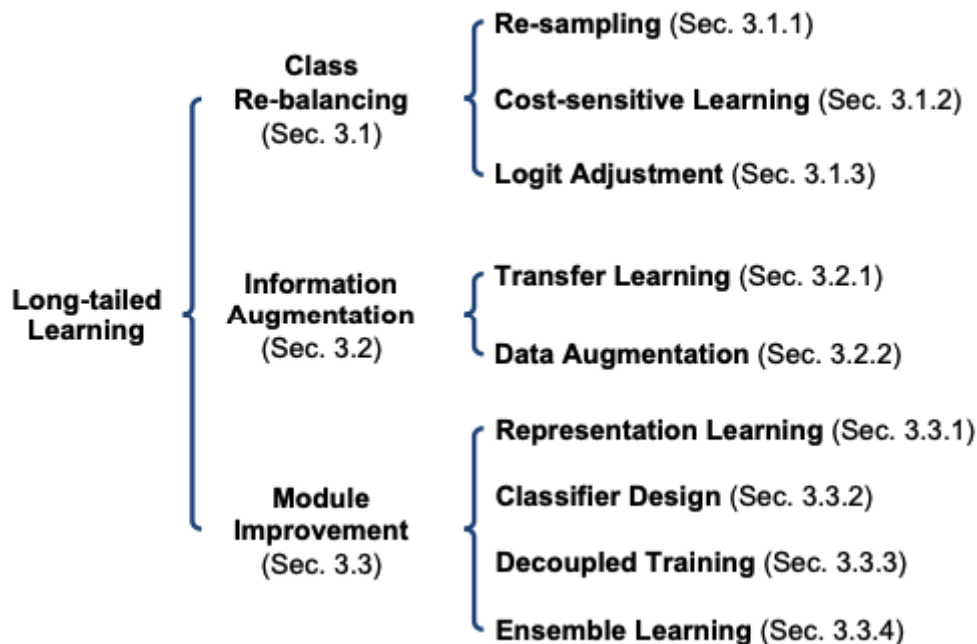 Long-tailed
Learning
Class
Re-balancing
(Sec. 3.1)
Re-sampling (Sec. 3.1.1)
Cost-sensitive Learning (Sec. 3.1.2)
Logit Adjustment (Sec. 3.1.3)
Information
Augmentation
(Sec. 3.2)
Transfer Learning (Sec. 3.2.1)
Data Augmentation (Sec. 3.2.2)
Module
Improvement
(Sec. 3.3)
Representation Learning (Sec. 3.3.1)
Classifier Design (Sec. 3.3.2)
Decoupled Training (Sec. 3.3.3)
Ensemble Learning (Sec. 3.3.4)